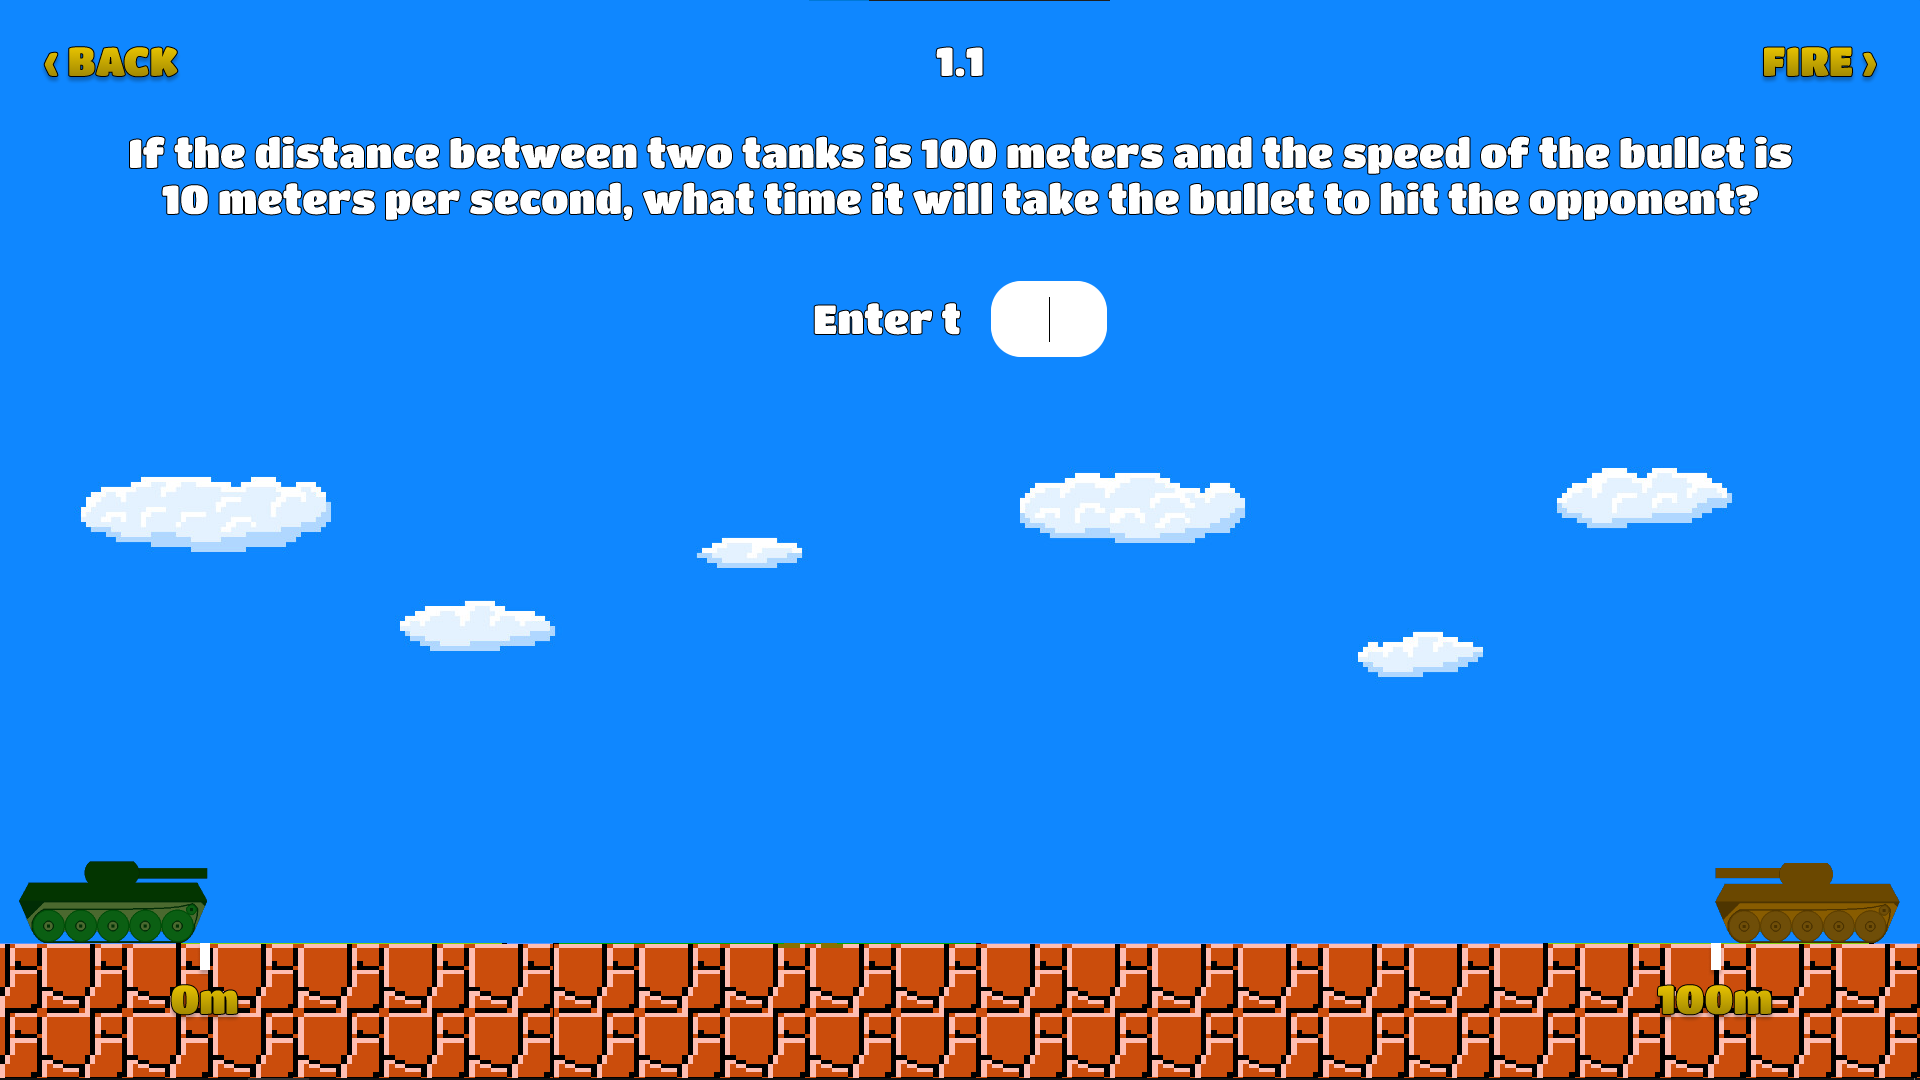 ‹ BACK
1.1
FIRE ›
If the distance between two tanks is 100 meters and the speed of the bullet is
10 meters per second, what time it will take the bullet to hit the opponent?
Enter t
0m
100m